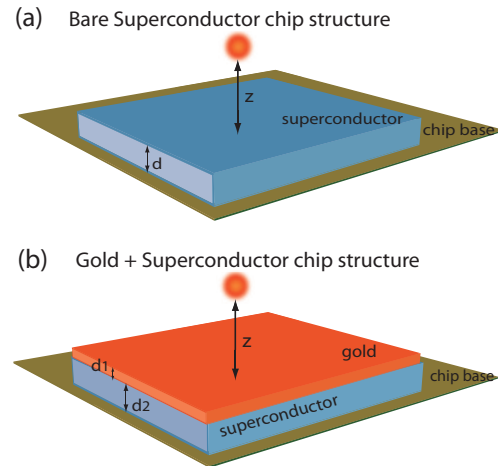 (a) Bare Superconductor chip structure
z
superconductor
chip base
d
(b) Gold + Superconductor chip structure
z
gold
d1
chip base
d2
superconductor